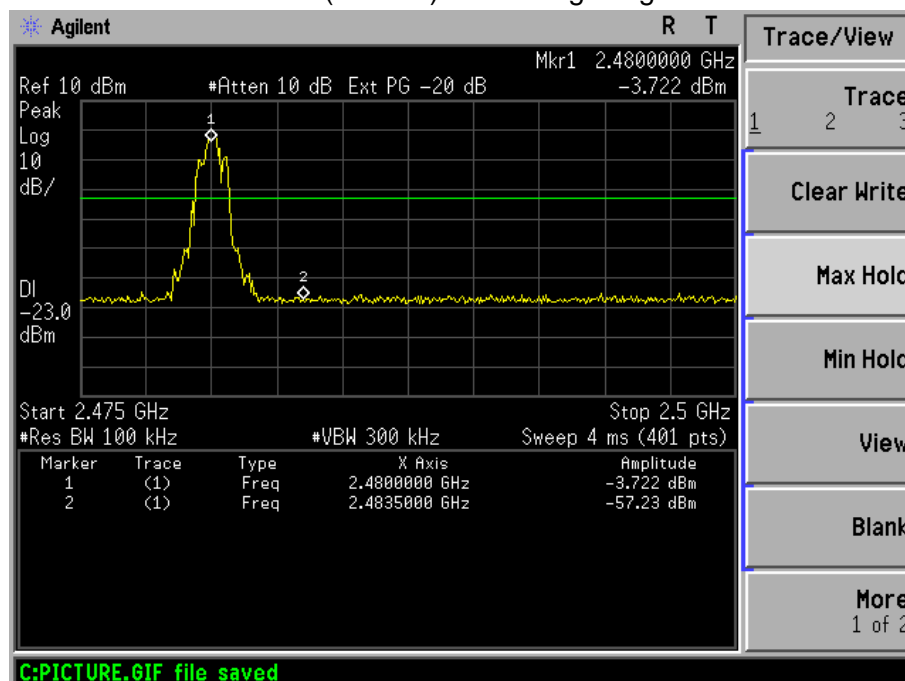 Agilent R T
Trace/View
Mkr1 2.4800000 GHz
Ref 10 dBm #Atten 10 dB Ext PG -20 dB -3.722 dBm
Peak
Log
10
dB/
1
2
DI
-23.0
dBm
Start 2.475 GHz Stop 2.5 GHz
#Res BW 100 kHz #VBW 300 kHz Sweep 4 ms (401 pts)
Marker Trace Type X Axis Amplitude
1 (1) Freq 2.4800000 GHz -3.722 dBm
2 (1) Freq 2.4835000 GHz -57.23 dBm
Trace
1 2 3
Clear Write
Max Hold
Min Hold
View
Blank
More
1 of 2
C:PICTURE.GIF file saved